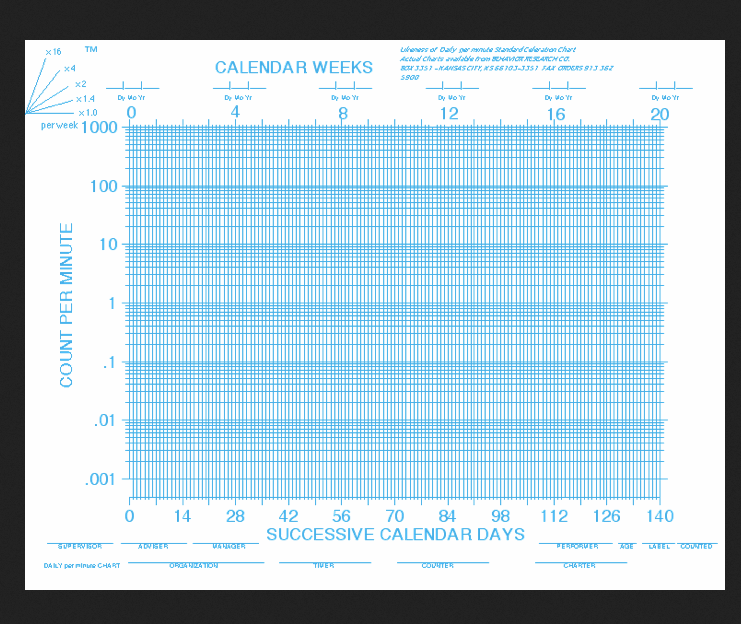 ×16
TM
×4
×2
×1.4
×1.0
per week
CALENDAR WEEKS
Likeness of Daily per minute Standard Celeration Chart
Actual Charts available from BEHAVIOR RESEARCH CO.
BOX 3351 - KANSAS CITY, KS 66103-3351 FAX ORDERS 913 362
5900
Dy Mo Yr Dy Mo Yr Dy Mo Yr Dy Mo Yr Dy Mo Yr Dy Mo Yr
0 4 8 12 16 20
COUNT PER MINUTE
1000
100
10
1
.1
.01
.001
0 14 28 42 56 70 84 98 112 126 140
SUCCESSIVE CALENDAR DAYS
SUPERVISOR ADVISER MANAGER PERFORMER AGE LABEL COUNTED
DAILY per minute CHART ORGANIZATION TIMER COUNTER CHARTER